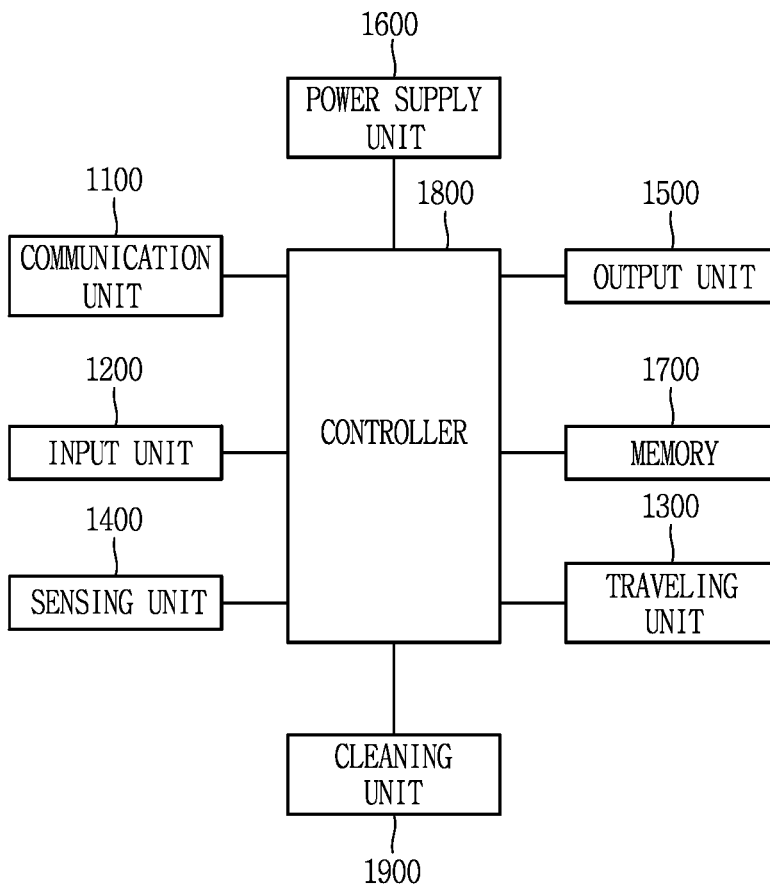 1600
POWER SUPPLY
UNIT
1100
COMMUNICATION
UNIT
1800
1500
OUTPUT UNIT
1200
INPUT UNIT
CONTROLLER
1700
MEMORY
1400
SENSING UNIT
1300
TRAVELING
UNIT
CLEANING
UNIT
1900